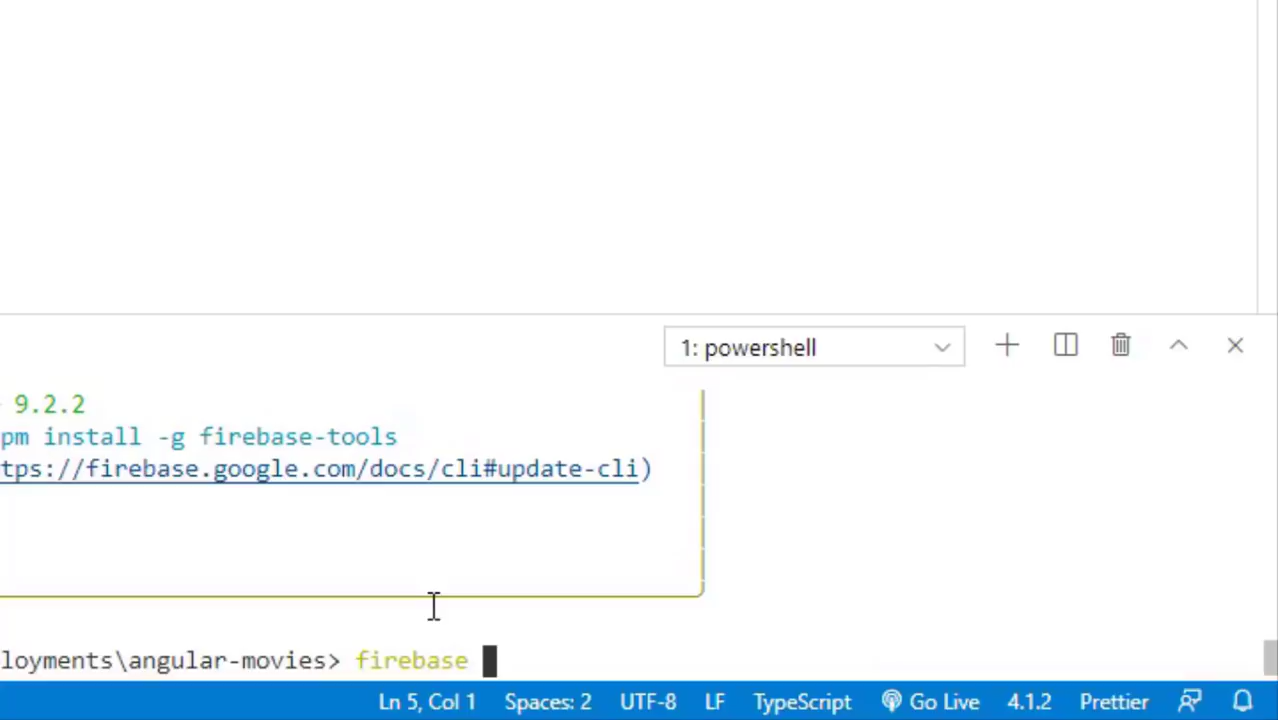 1: powershell
9.2.2
pm install -g firebase-tools
tps://firebase.google.com/docs/cli#update-cli)
loyments\angular-movies> firebase
Ln 5, Col 1 Spaces: 2 UTF-8 LF TypeScript Go Live 4.1.2 Prettier